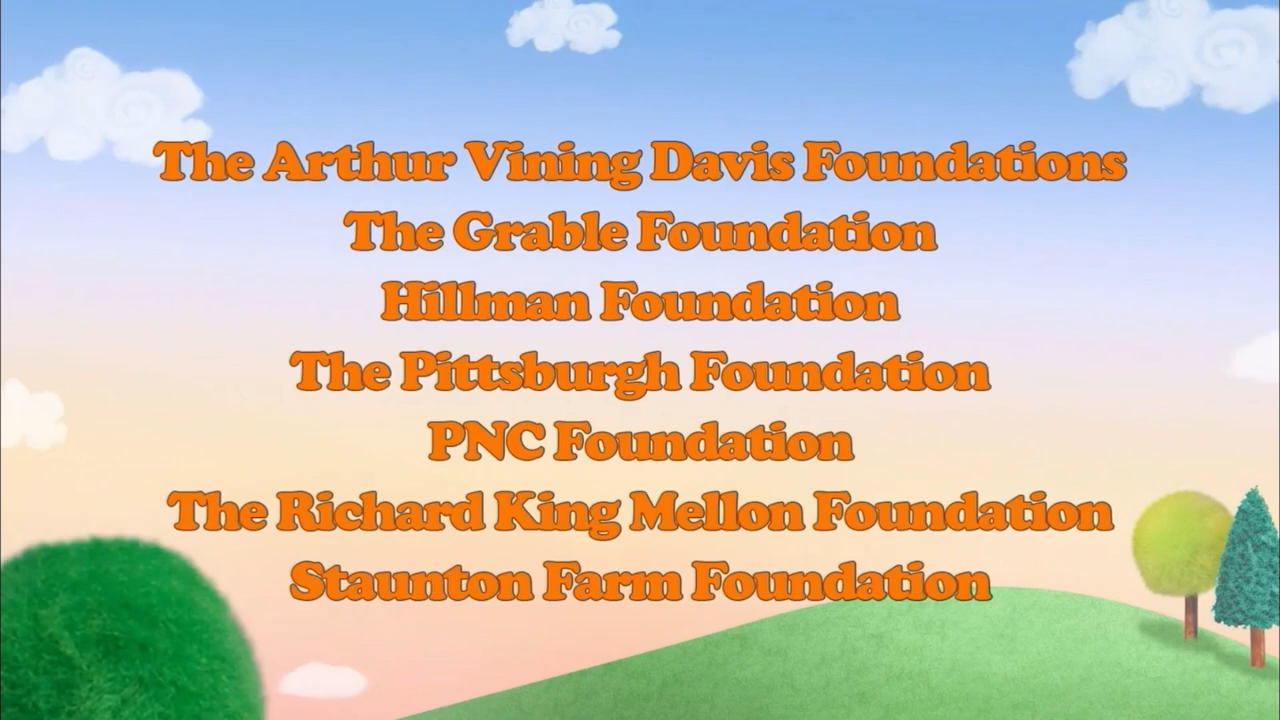 The Arthur Vining Davis Foundations
The Grable Foundation
Hillman Foundation
The Pittsburgh Foundation
PNC Foundation
The Richard King Mellon Foundation
Staunton Farm Foundation